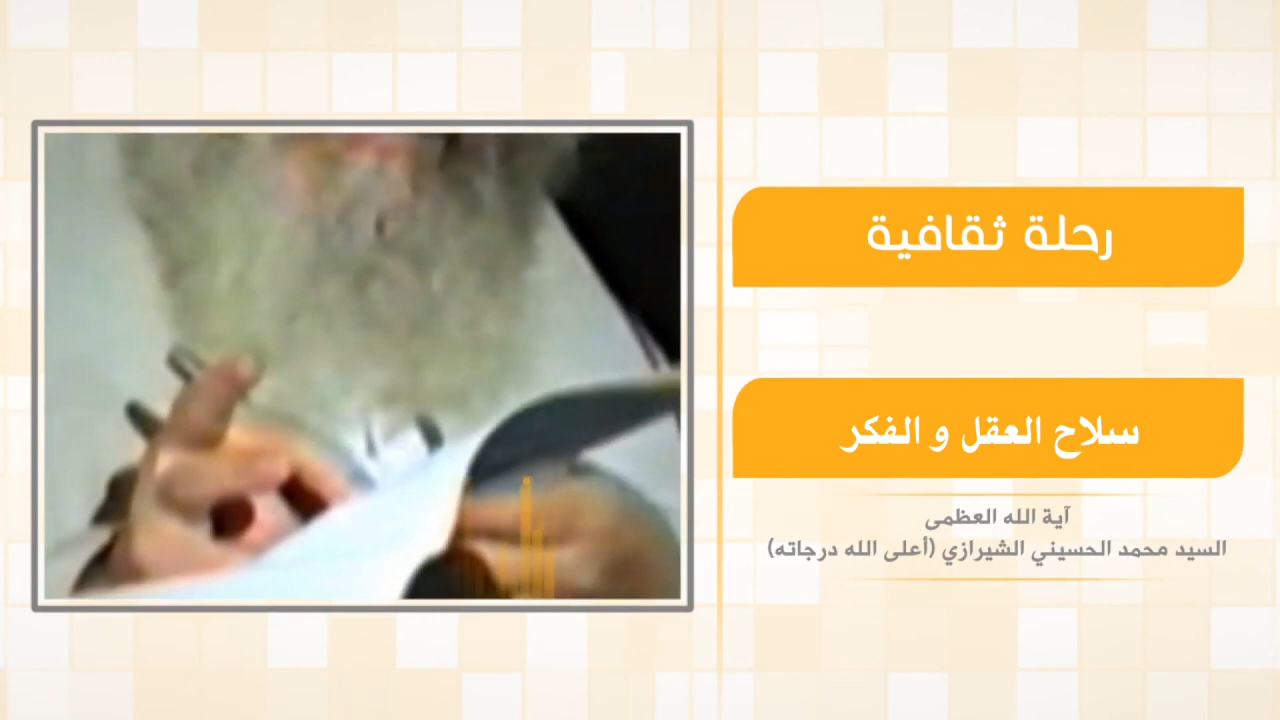 رحلة ثقافية
سلاح العقل و الفكر
آية الله العظمى
السيد محمد الحسيني الشيرازي (أعلى الله درجاته)